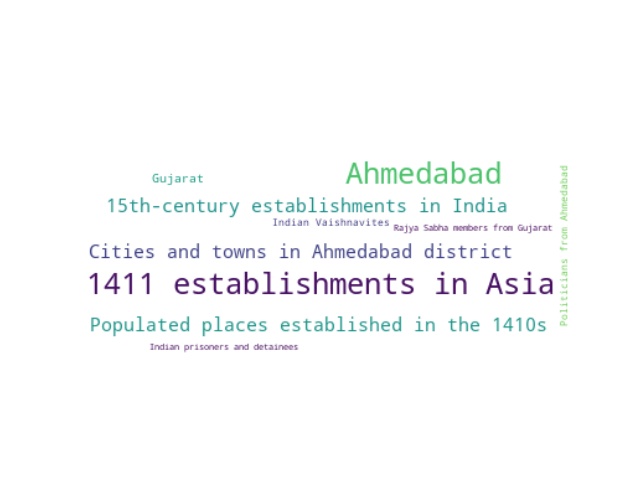 Ahmedabad
Gujarat
15th-century establishments in India
Indian Vaishnavites
Rajya Sabha members from Gujarat
Cities and towns in Ahmedabad district
1411 establishments in Asia
Populated places established in the 1410s
Indian prisoners and detainees
Politicians from Ahmedabad